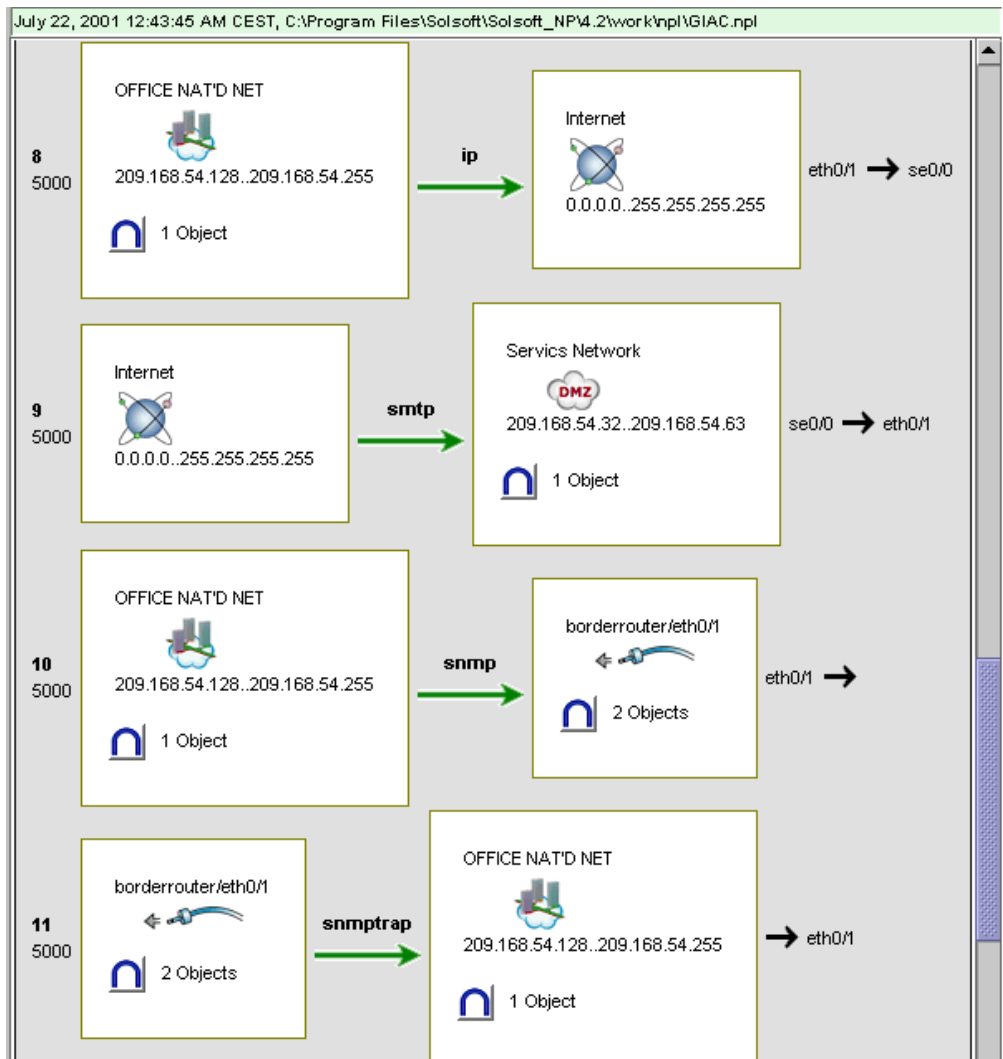 July 22, 2001 12:43:45 AM CEST, C:\Program Files\Solsoft\Solsoft_NP\4.2\work\npl\GIAC.npl
8
5000
OFFICE NAT'D NET
209.168.54.128..209.168.54.255
1 Object
ip
Internet
0.0.0.0..255.255.255.255
eth0/1 → se0/0
9
5000
Internet
0.0.0.0..255.255.255.255
smtp
Servics Network
DMZ
209.168.54.32..209.168.54.63
1 Object
se0/0 → eth0/1
10
5000
OFFICE NAT'D NET
209.168.54.128..209.168.54.255
1 Object
snmp
borderrouter/eth0/1
2 Objects
eth0/1 →
11
5000
borderrouter/eth0/1
2 Objects
snmptrap
OFFICE NAT'D NET
209.168.54.128..209.168.54.255
1 Object
→ eth0/1